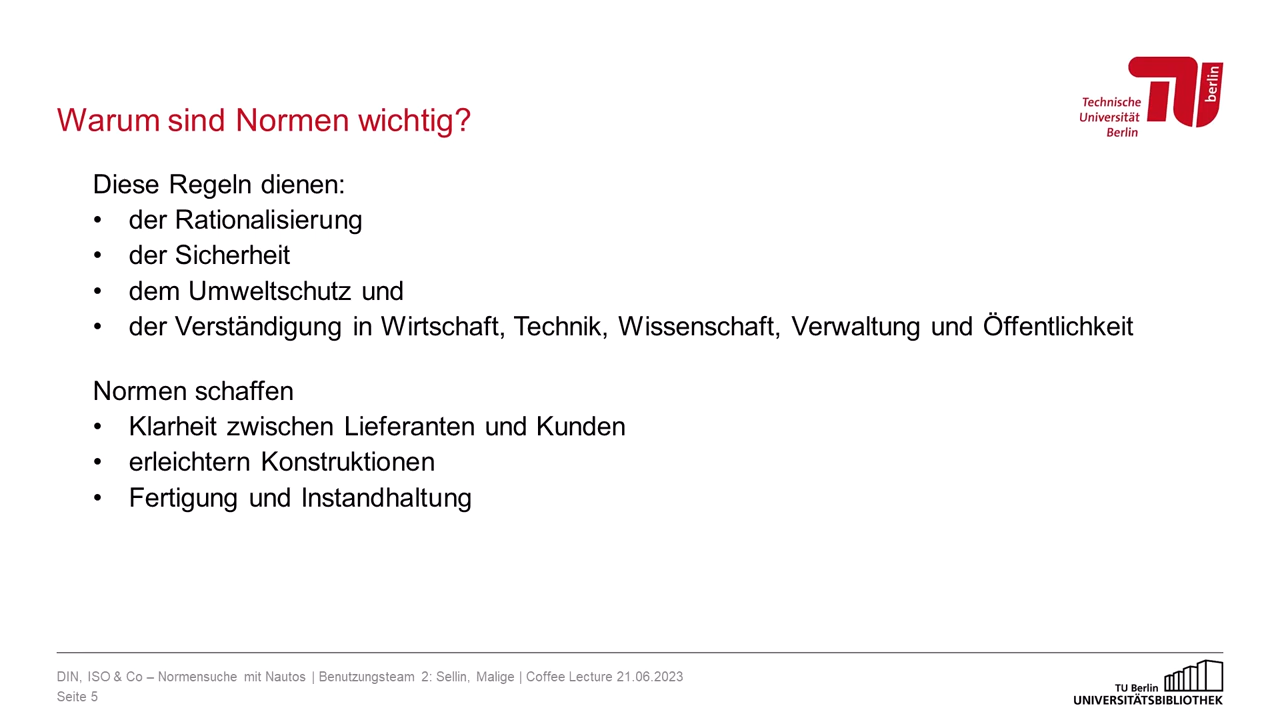 Technische
Universität
Berlin
berlin
Warum sind Normen wichtig?
Diese Regeln dienen:
• der Rationalisierung
• der Sicherheit
• dem Umweltschutz und
• der Verständigung in Wirtschaft, Technik, Wissenschaft, Verwaltung und Öffentlichkeit
Normen schaffen
• Klarheit zwischen Lieferanten und Kunden
• erleichtern Konstruktionen
• Fertigung und Instandhaltung
DIN, ISO & Co – Normensuche mit Nautos | Benutzungsteam 2: Sellin, Malige | Coffee Lecture 21.06.2023
Seite 5
TU Berlin
UNIVERSITÄTSBIBLIOTHEK